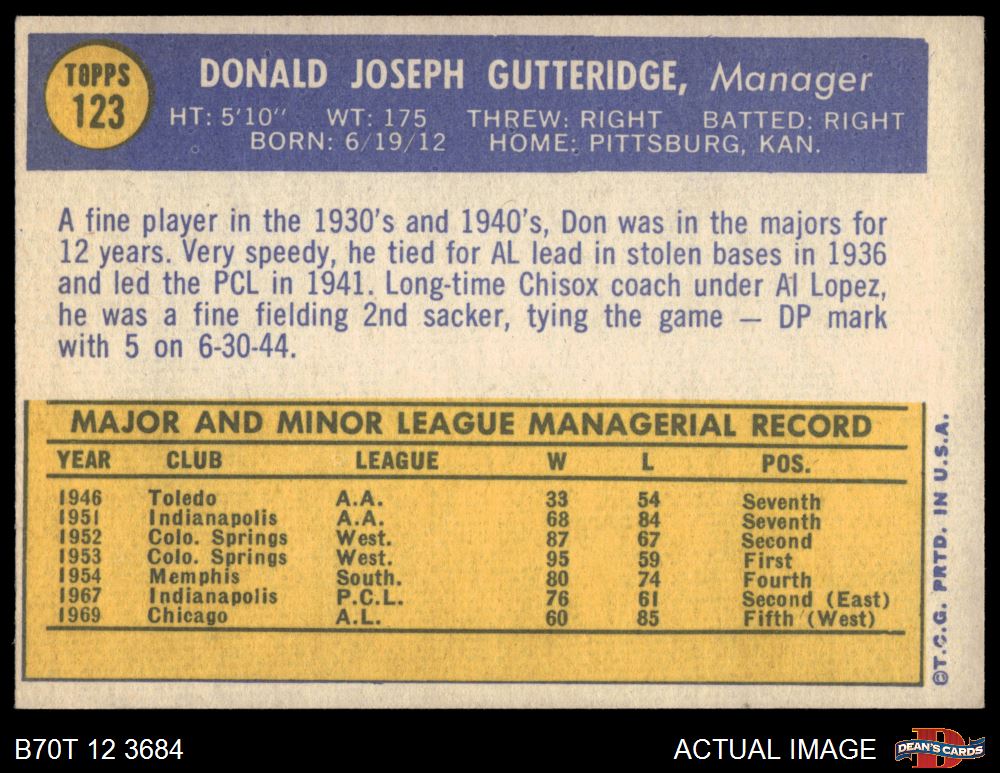 TOPPS
123
DONALD JOSEPH GUTTERIDGE, Manager
HT: 5'10" WT: 175 THREW: RIGHT BATTED: RIGHT
BORN: 6/19/12 HOME: PITTSBURG, KAN.
A fine player in the 1930's and 1940's, Don was in the majors for
12 years. Very speedy, he tied for AL lead in stolen bases in 1936
and led the PCL in 1941. Long-time Chisox coach under Al Lopez,
he was a fine fielding 2nd sacker, tying the game — DP mark
with 5 on 6-30-44.
MAJOR AND MINOR LEAGUE MANAGERIAL RECORD
YEAR CLUB LEAGUE W L POS.
1946 Toledo A.A. 33 54 Seventh
1951 Indianapolis A.A. 68 84 Seventh
1952 Colo. Springs West. 87 67 Second
1953 Colo. Springs West. 95 59 First
1954 Memphis South. 80 74 Fourth
1967 Indianapolis P.C.L. 76 61 Second (East)
1969 Chicago A.L. 60 85 Fifth (West)
©T.C.G. PRTD. IN U.S.A.
B70T 12 3684
ACTUAL IMAGE
DEAN'S CARDS